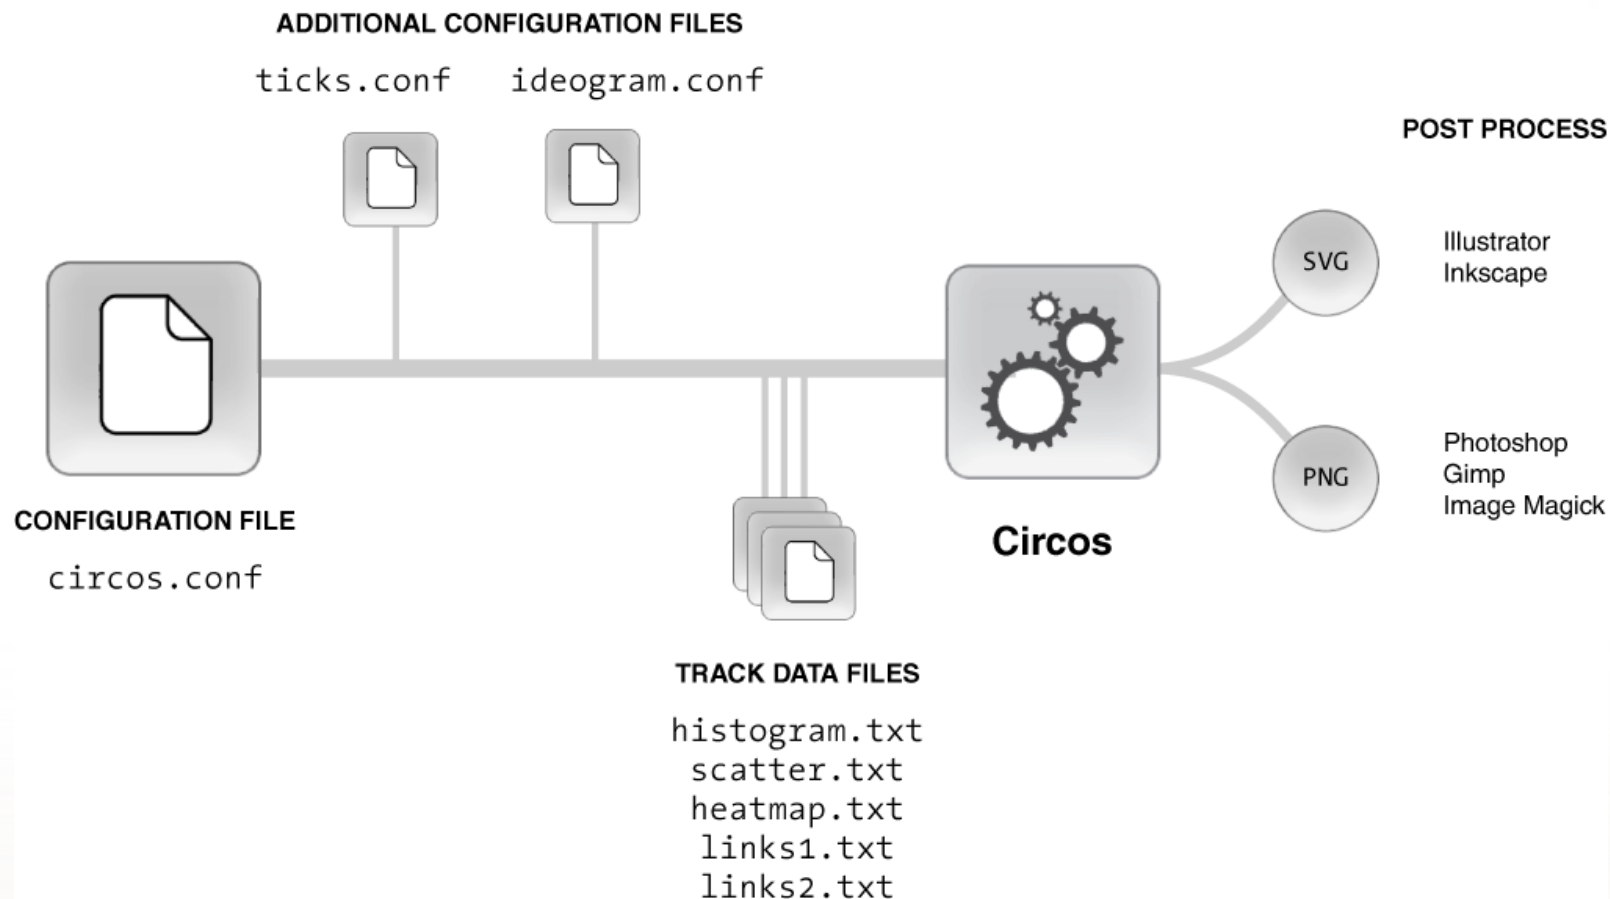 ADDITIONAL CONFIGURATION FILES
ticks.conf ideogram.conf
POST PROCESS
SVG
Illustrator
Inkscape
PNG
Photoshop
Gimp
Image Magick
CONFIGURATION FILE
circos.conf
Circos
TRACK DATA FILES
histogram.txt
scatter.txt
heatmap.txt
links1.txt
links2.txt